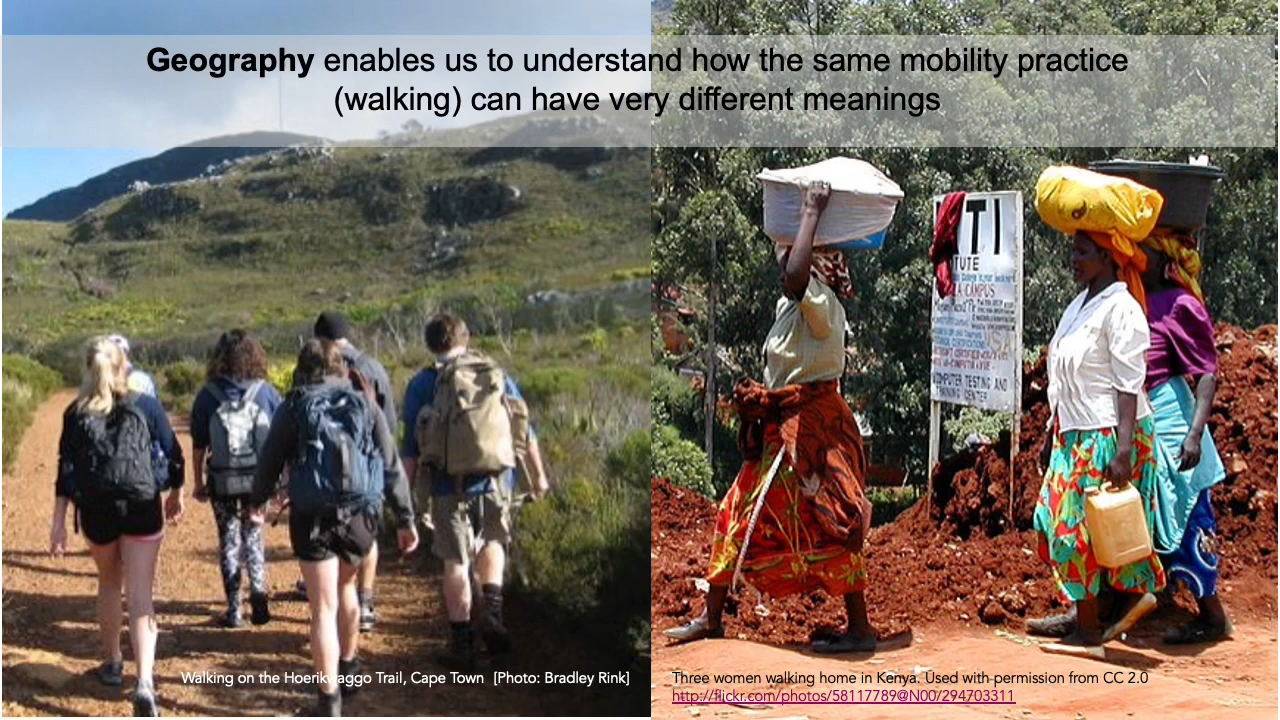 Geography enables us to understand how the same mobility practice
(walking) can have very different meanings
TI
TUTE
CAMPUS
COMPUTER TESTING AND
CENTER
Walking on the Hoerikwaggo Trail, Cape Town [Photo: Bradley Rink]
Three women walking home in Kenya. Used with permission from CC 2.0
http://flickr.com/photos/58117789@N00/294703311